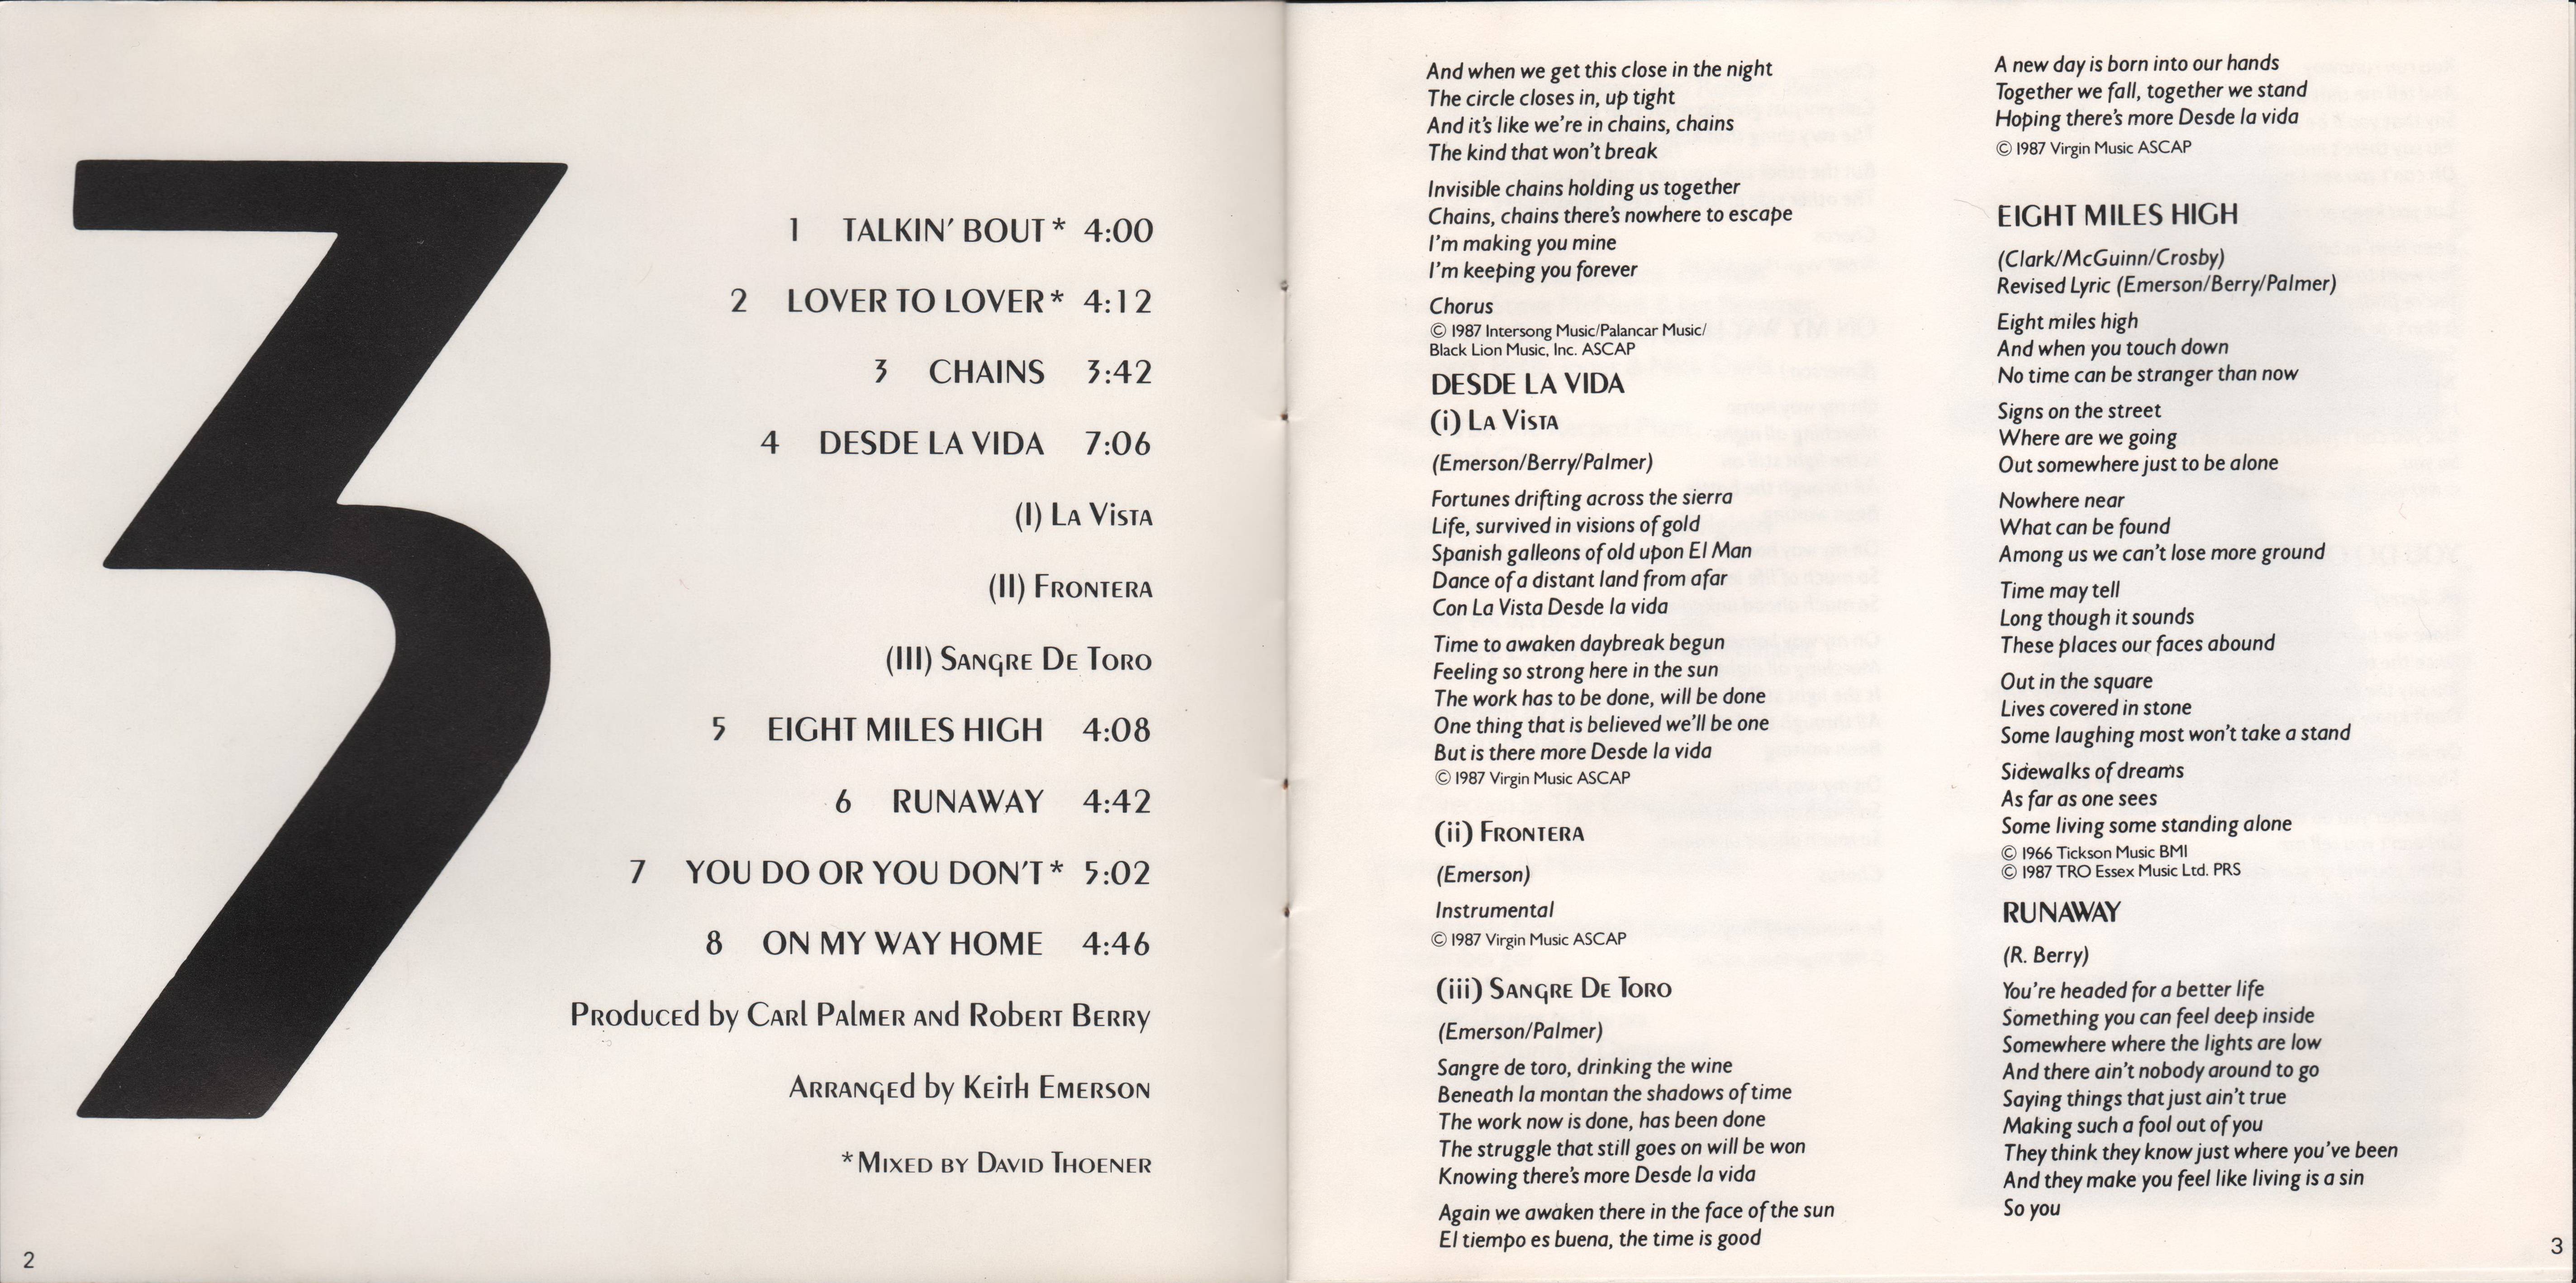 3
1 TALKIN' BOUT * 4:00
2 LOVER TO LOVER * 4:12
3 CHAINS 3:42
4 DESDE LA VIDA 7:06
(I) LA VISTA
(II) FRONTERA
(III) SANGRE DE TORO
5 EIGHT MILES HIGH 4:08
6 RUNAWAY 4:42
7 YOU DO OR YOU DON'T * 5:02
8 ON MY WAY HOME 4:46
PRODUCED by CARL PALMER AND ROBERT BERRY
ARRANGED by KEITH EMERSON
*MIXED BY DAVID THOENER
2
And when we get this close in the night
The circle closes in, up tight
And it's like we're in chains, chains
The kind that won't break
Invisible chains holding us together
Chains, chains there's nowhere to escape
I'm making you mine
I'm keeping you forever
Chorus
© 1987 Intersong Music/Palancar Music/
Black Lion Music, Inc. ASCAP
DESDE LA VIDA
(i) LA VISTA
(Emerson/Berry/Palmer)
Fortunes drifting across the sierra
Life, survived in visions of gold
Spanish galleons of old upon El Man
Dance of a distant land from afar
Con La Vista Desde la vida
Time to awaken daybreak begun
Feeling so strong here in the sun
The work has to be done, will be done
One thing that is believed we'll be one
But is there more Desde la vida
© 1987 Virgin Music ASCAP
(ii) FRONTERA
(Emerson)
Instrumental
© 1987 Virgin Music ASCAP
(iii) SANGRE DE TORO
(Emerson/Palmer)
Sangre de toro, drinking the wine
Beneath la montan the shadows of time
The work now is done, has been done
The struggle that still goes on will be won
Knowing there's more Desde la vida
Again we awaken there in the face of the sun
El tiempo es buena, the time is good
A new day is born into our hands
Together we fall, together we stand
Hoping there's more Desde la vida
© 1987 Virgin Music ASCAP
EIGHT MILES HIGH
(Clark/McGuinn/Crosby)
Revised Lyric (Emerson/Berry/Palmer)
Eight miles high
And when you touch down
No time can be stranger than now
Signs on the street
Where are we going
Out somewhere just to be alone
Nowhere near
What can be found
Among us we can't lose more ground
Time may tell
Long though it sounds
These places our faces abound
Out in the square
Lives covered in stone
Some laughing most won't take a stand
Sidewalks of dreams
As far as one sees
Some living some standing alone
© 1966 Tickson Music BMI
© 1987 TRO Essex Music Ltd. PRS
RUNAWAY
(R. Berry)
You're headed for a better life
Something you can feel deep inside
Somewhere where the lights are low
And there ain't nobody around to go
Saying things that just ain't true
Making such a fool out of you
They think they know just where you've been
And they make you feel like living is a sin
So you
3